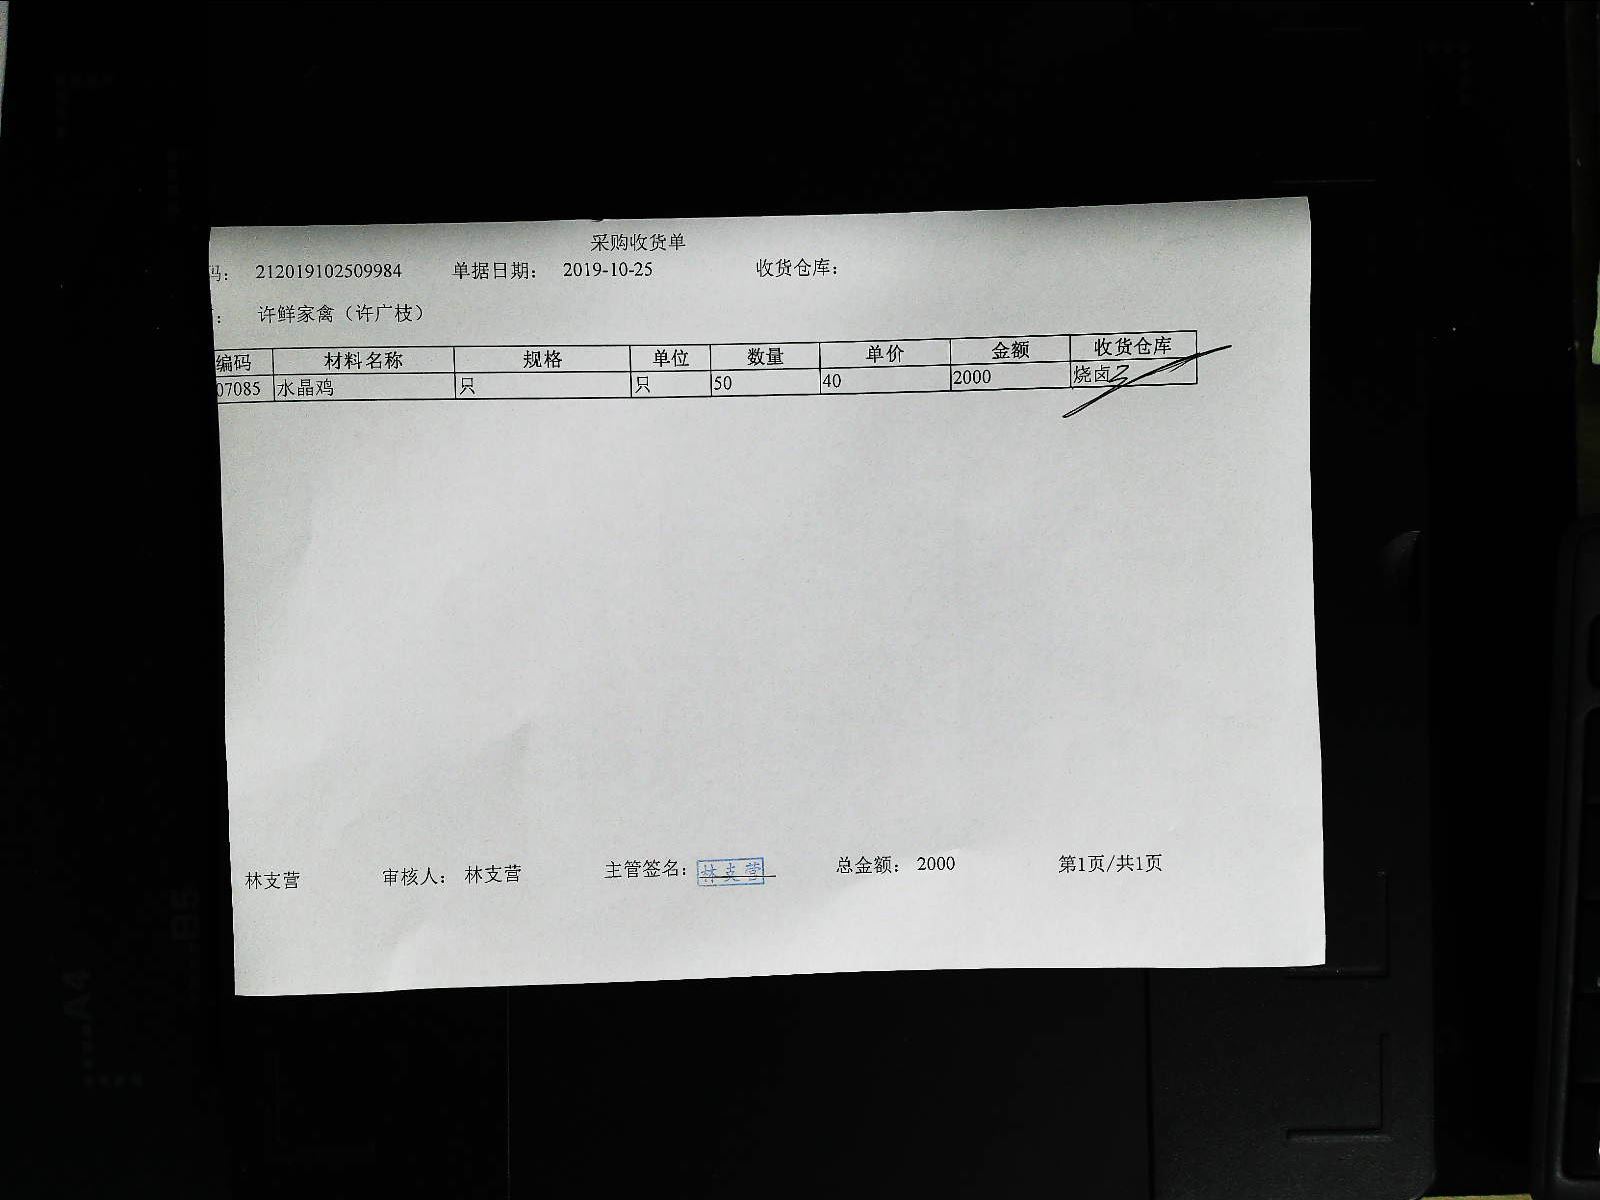 采购收货单
码： 212019102509984 单据日期： 2019-10-25 收货仓库：
： 许鲜家禽（许广枝）
编码 材料名称 规格 单位 数量 单价 金额 收货仓库
07085 水晶鸡 只 只 50 40 2000 烧卤
林支营 审核人： 林支营 主管签名： 林支营 总金额： 2000 第1页/共1页
B5
A4